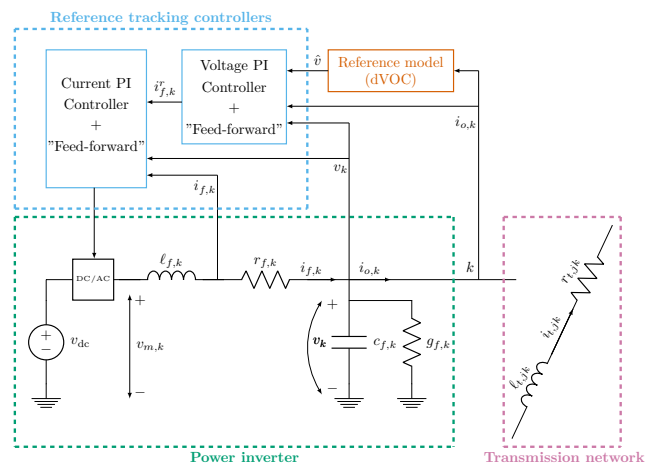 Reference tracking controllers
Current PI
Controller
+
"Feed-forward"
i^r_{f,k}
Voltage PI
Controller
+
"Feed-forward"
v̂
Reference model
(dVOC)
i_{o,k}
v_k
i_{f,k}
DC/AC
ℓ_{f,k}
r_{f,k}
i_{f,k}
i_{o,k}
k
+
−
v_{dc}
+
v_{m,k}
−
+
v_k
−
c_{f,k}
g_{f,k}
r_{t,jk}
i_{t,jk}
ℓ_{t,jk}
Power inverter
Transmission network